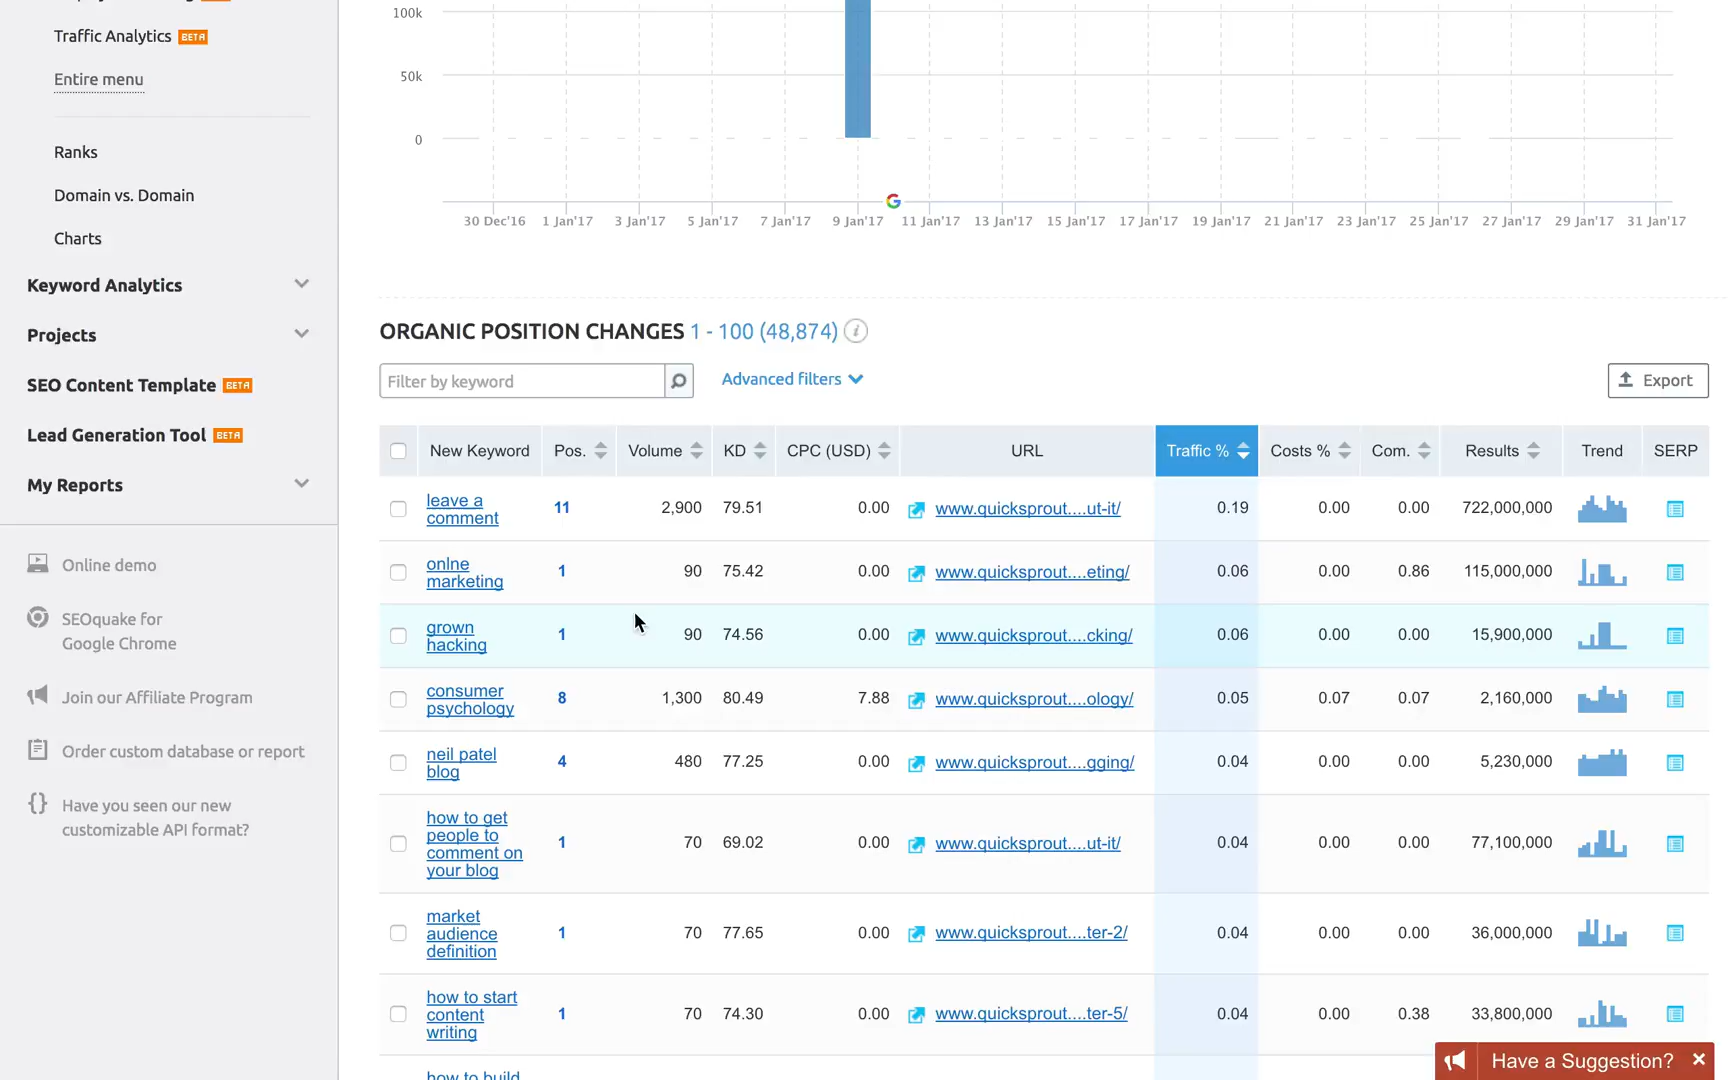 Traffic Analytics BETA
Entire menu
Ranks
Domain vs. Domain
Charts
Keyword Analytics
Projects
SEO Content Template BETA
Lead Generation Tool BETA
My Reports
Online demo
SEOquake for
Google Chrome
Join our Affiliate Program
Order custom database or report
Have you seen our new
customizable API format?
100k
50k
0
30 Dec'16 1 Jan'17 3 Jan'17 5 Jan'17 7 Jan'17 9 Jan'17 11 Jan'17 13 Jan'17 15 Jan'17 17 Jan'17 19 Jan'17 21 Jan'17 23 Jan'17 25 Jan'17 27 Jan'17 29 Jan'17 31 Jan'17
ORGANIC POSITION CHANGES 1 - 100 (48,874) i
Filter by keyword Advanced filters Export
New Keyword Pos. Volume KD CPC (USD) URL Traffic % Costs % Com. Results Trend SERP
leave a
comment 11 2,900 79.51 0.00 www.quicksprout....ut-it/ 0.19 0.00 0.00 722,000,000
onlne
marketing 1 90 75.42 0.00 www.quicksprout....eting/ 0.06 0.00 0.86 115,000,000
grown
hacking 1 90 74.56 0.00 www.quicksprout....cking/ 0.06 0.00 0.00 15,900,000
consumer
psychology 8 1,300 80.49 7.88 www.quicksprout....ology/ 0.05 0.07 0.07 2,160,000
neil patel
blog 4 480 77.25 0.00 www.quicksprout....gging/ 0.04 0.00 0.00 5,230,000
how to get
people to
comment on
your blog 1 70 69.02 0.00 www.quicksprout....ut-it/ 0.04 0.00 0.00 77,100,000
market
audience
definition 1 70 77.65 0.00 www.quicksprout....ter-2/ 0.04 0.00 0.00 36,000,000
how to start
content
writing 1 70 74.30 0.00 www.quicksprout....ter-5/ 0.04 0.00 0.38 33,800,000
how to build
Have a Suggestion? ×